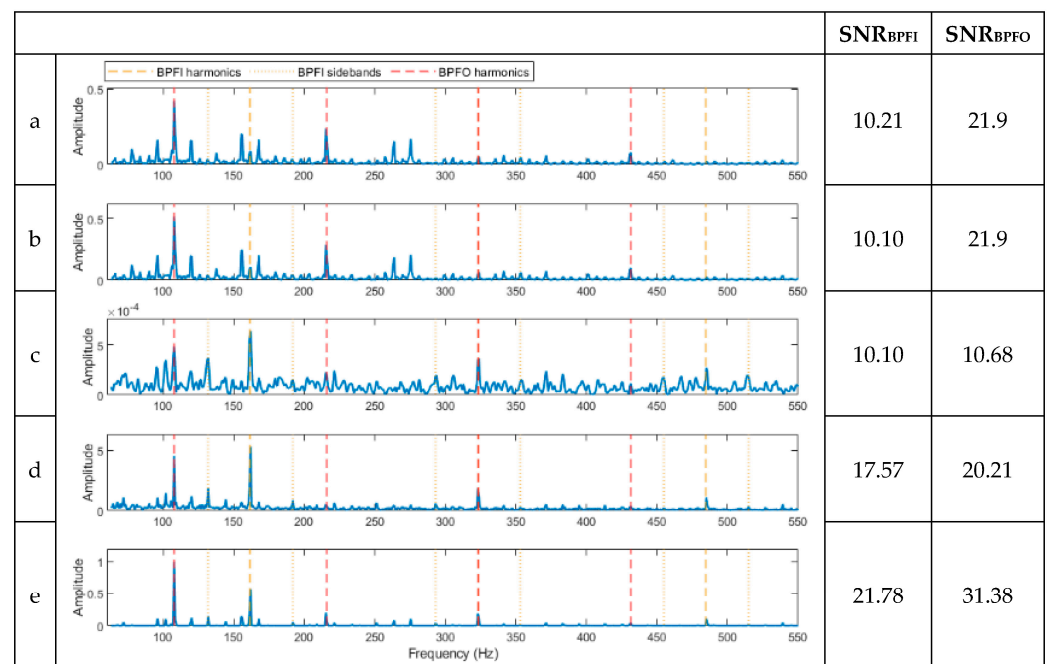 SNRBPFI SNRBPFO
BPFI harmonics BPFI sidebands BPFO harmonics
a
Amplitude
0.5
0
100 150 200 250 300 350 400 450 500 550
10.21 21.9
b
Amplitude
0.5
0
100 150 200 250 300 350 400 450 500 550
10.10 21.9
c
× 10-4
Amplitude
5
0
100 150 200 250 300 350 400 450 500 550
10.10 10.68
d
Amplitude
5
0
100 150 200 250 300 350 400 450 500 550
17.57 20.21
e
Amplitude
1
0.5
0
100 150 200 250 300 350 400 450 500 550
Frequency (Hz)
21.78 31.38